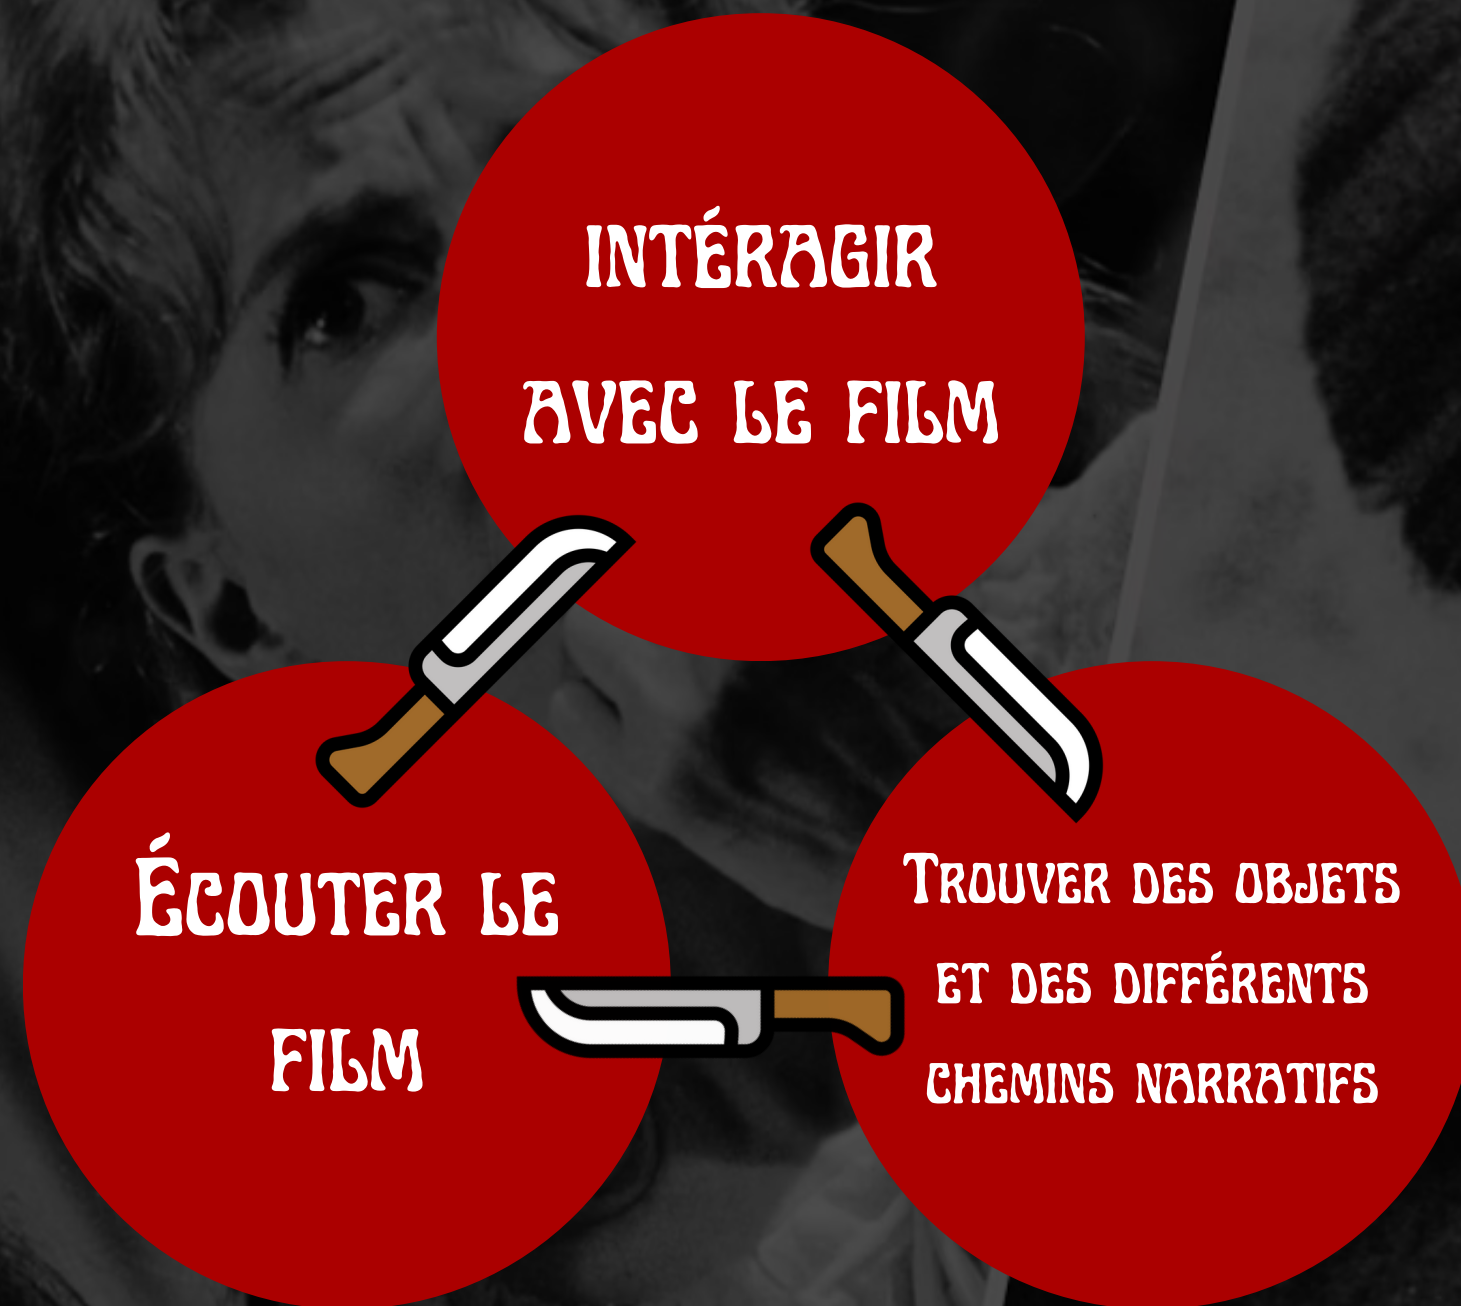 INTÉRAGIR
AVEC LE FILM
ÉCOUTER LE
FILM
TROUVER DES OBJETS
ET DES DIFFÉRENTS
CHEMINS NARRATIFS